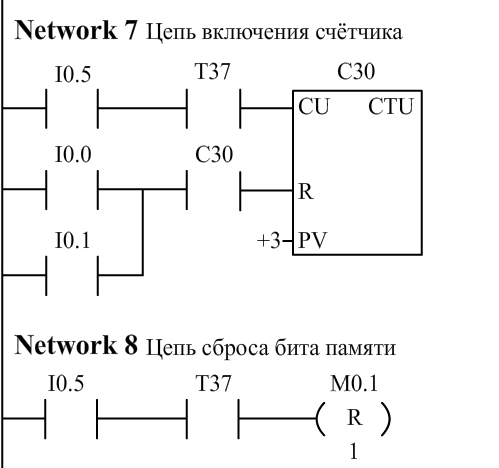 Network 7 Цепь включения счётчика
I0.5 T37 C30
CU CTU
I0.0 C30
R
I0.1
+3 PV
Network 8 Цепь сброса бита памяти
I0.5 T37 M0.1
( R )
1